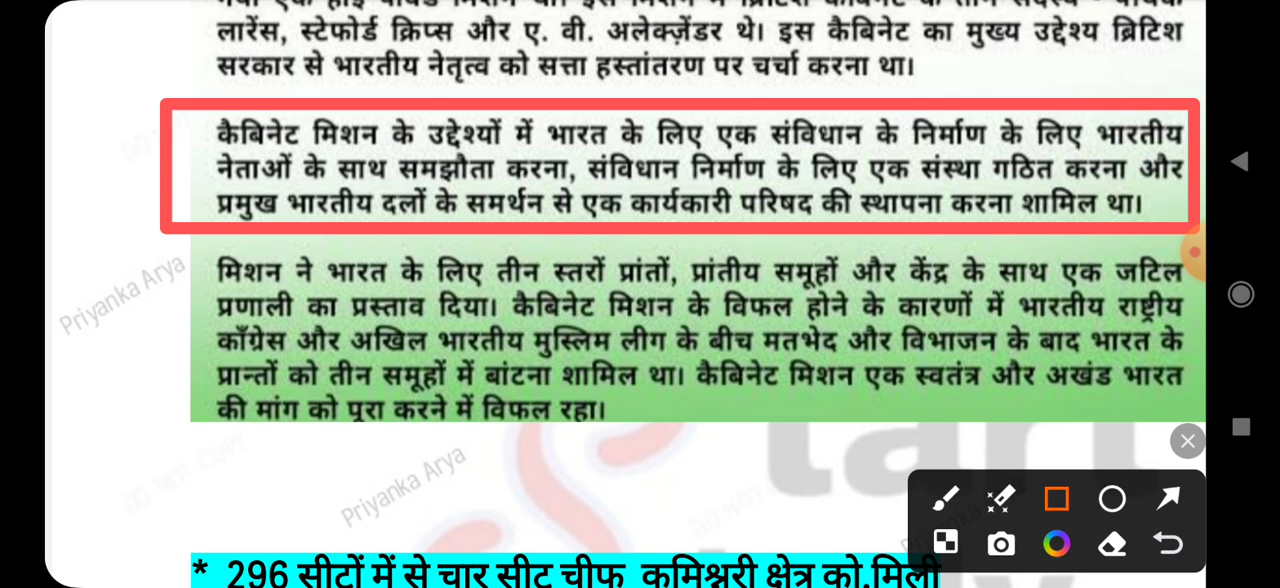 लारेंस, स्टेफोर्ड क्रिप्स और ए. वी. अलेक्ज़ेंडर थे। इस कैबिनेट का मुख्य उद्देश्य ब्रिटिश
सरकार से भारतीय नेतृत्व को सत्ता हस्तांतरण पर चर्चा करना था।
कैबिनेट मिशन के उद्देश्यों में भारत के लिए एक संविधान के निर्माण के लिए भारतीय
नेताओं के साथ समझौता करना, संविधान निर्माण के लिए एक संस्था गठित करना और
प्रमुख भारतीय दलों के समर्थन से एक कार्यकारी परिषद की स्थापना करना शामिल था।
मिशन ने भारत के लिए तीन स्तरों प्रांतों, प्रांतीय समूहों और केंद्र के साथ एक जटिल
प्रणाली का प्रस्ताव दिया। कैबिनेट मिशन के विफल होने के कारणों में भारतीय राष्ट्रीय
काँग्रेस और अखिल भारतीय मुस्लिम लीग के बीच मतभेद और विभाजन के बाद भारत के
प्रान्तों को तीन समूहों में बांटना शामिल था। कैबिनेट मिशन एक स्वतंत्र और अखंड भारत
की मांग को पूरा करने में विफल रहा।
Priyanka Arya
Priyanka Arya
* 296 सीटों में से चार सीट चीफ कमिश्नरी क्षेत्र को.मिली